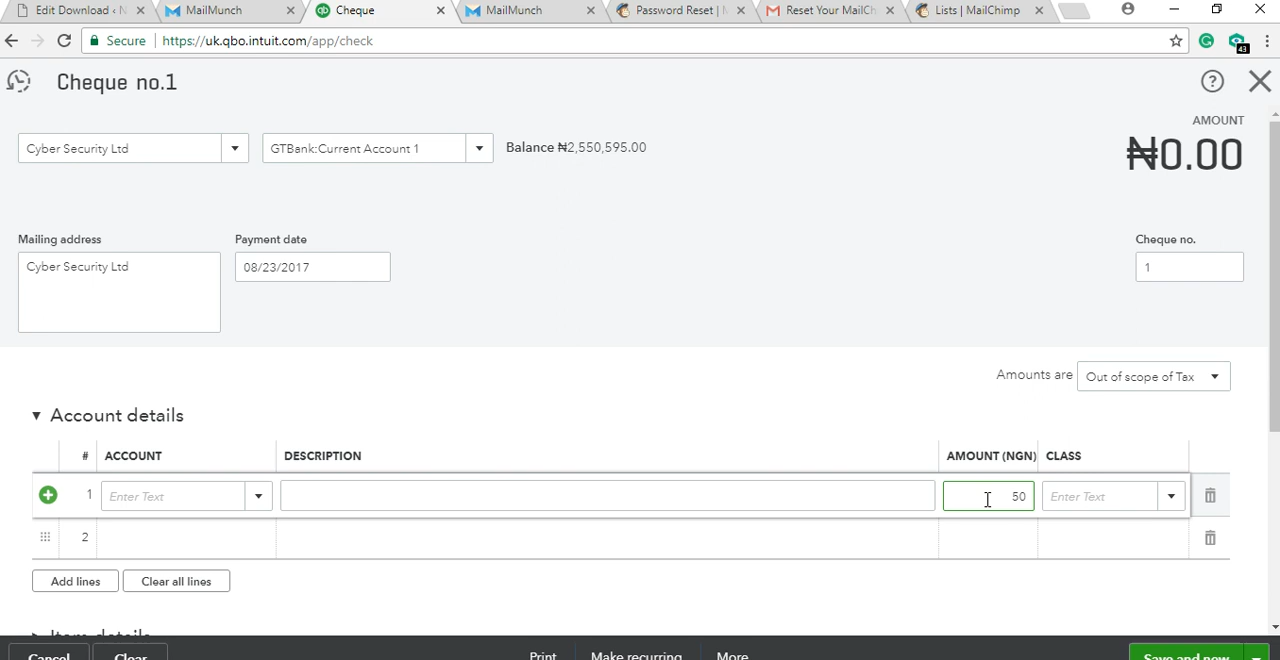 Edit Download ‹ N
MailMunch
Cheque
MailMunch
Password Reset | M
Reset Your MailCh
Lists | MailChimp
Secure
https://uk.qbo.intuit.com/app/check
43
Cheque no.1
AMOUNT
₦0.00
Cyber Security Ltd
GTBank:Current Account 1
Balance ₦2,550,595.00
Mailing address
Payment date
Cheque no.
Cyber Security Ltd
08/23/2017
1
Amounts are
Out of scope of Tax
Account details
# ACCOUNT DESCRIPTION AMOUNT (NGN) CLASS
1 Enter Text 50 Enter Text
2
Add lines
Clear all lines
Item details
Cancel
Clear
Print
Make recurring
More
Save and new